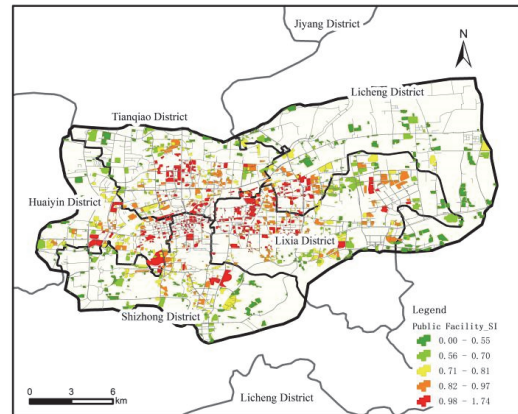 Jiyang District
N
Licheng District
Tianqiao District
Huaiyin District
Lixia District
Shizhong District
Legend
Public Facility_SI
0.00 - 0.55
0.56 - 0.70
0.71 - 0.81
0.82 - 0.97
0.98 - 1.74
0 3 6
km
Licheng District